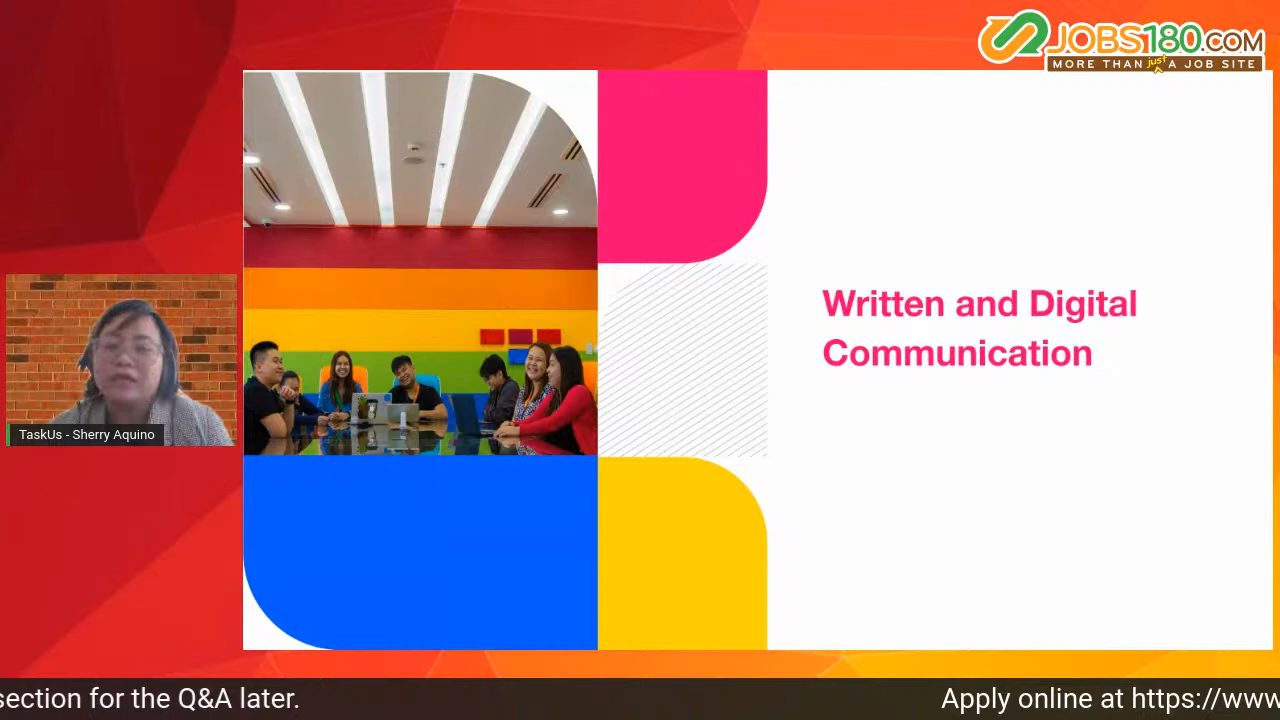 JOBS180.COM
MORE THAN just A JOB SITE
Written and Digital
Communication
TaskUs - Sherry Aquino
section for the Q&A later.
Apply online at https://www